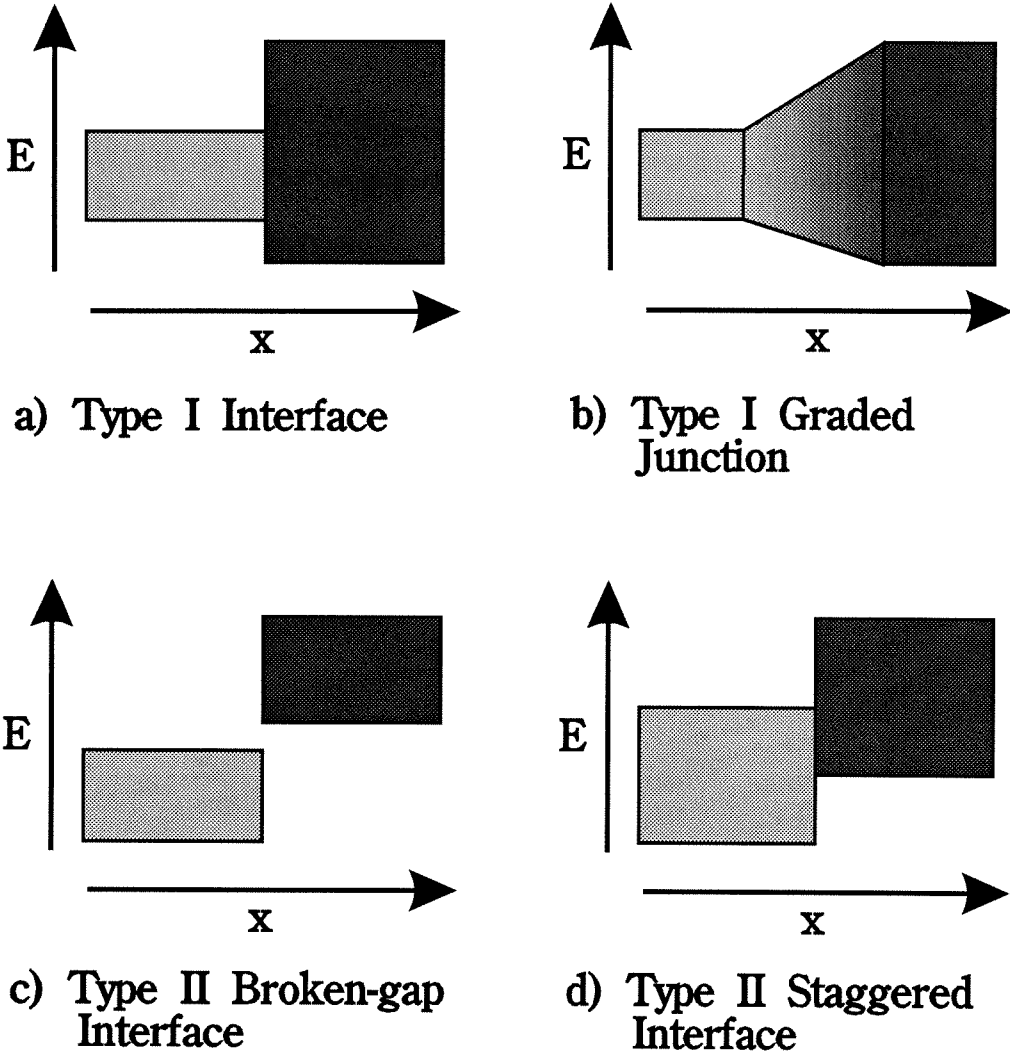 E
E
x
x
a) Type I Interface
b) Type I Graded
Junction
E
E
x
x
c) Type II Broken-gap
Interface
d) Type II Staggered
Interface